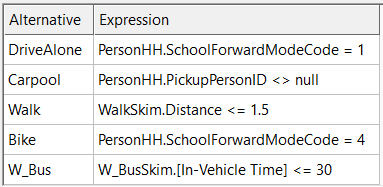 Alternative Expression
DriveAlone PersonHH.SchoolForwardModeCode = 1
Carpool PersonHH.PickupPersonID <> null
Walk WalkSkim.Distance <= 1.5
Bike PersonHH.SchoolForwardModeCode = 4
W_Bus W_BusSkim.[In-Vehicle Time] <= 30